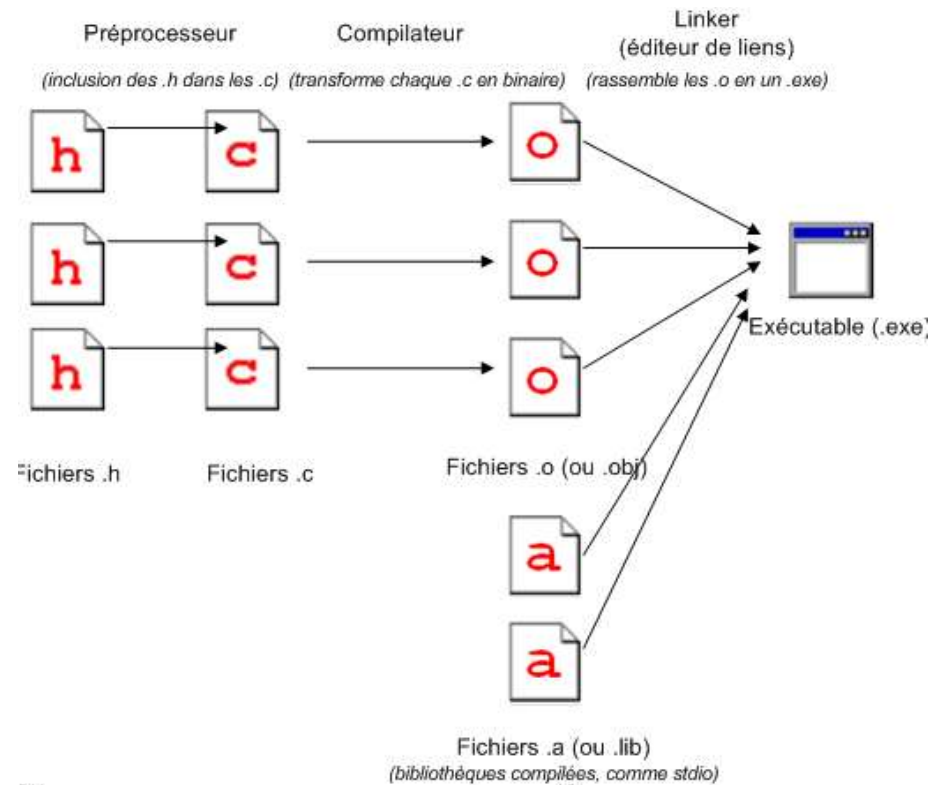 Préprocesseur
(inclusion des .h dans les .c)
Compilateur
(transforme chaque .c en binaire)
Linker
(éditeur de liens)
(rassemble les .o en un .exe)
h
c
o
h
c
o
h
c
o
Exécutable (.exe)
Fichiers .h
Fichiers .c
Fichiers .o (ou .obj)
a
a
Fichiers .a (ou .lib)
(bibliothèques compilées, comme stdio)